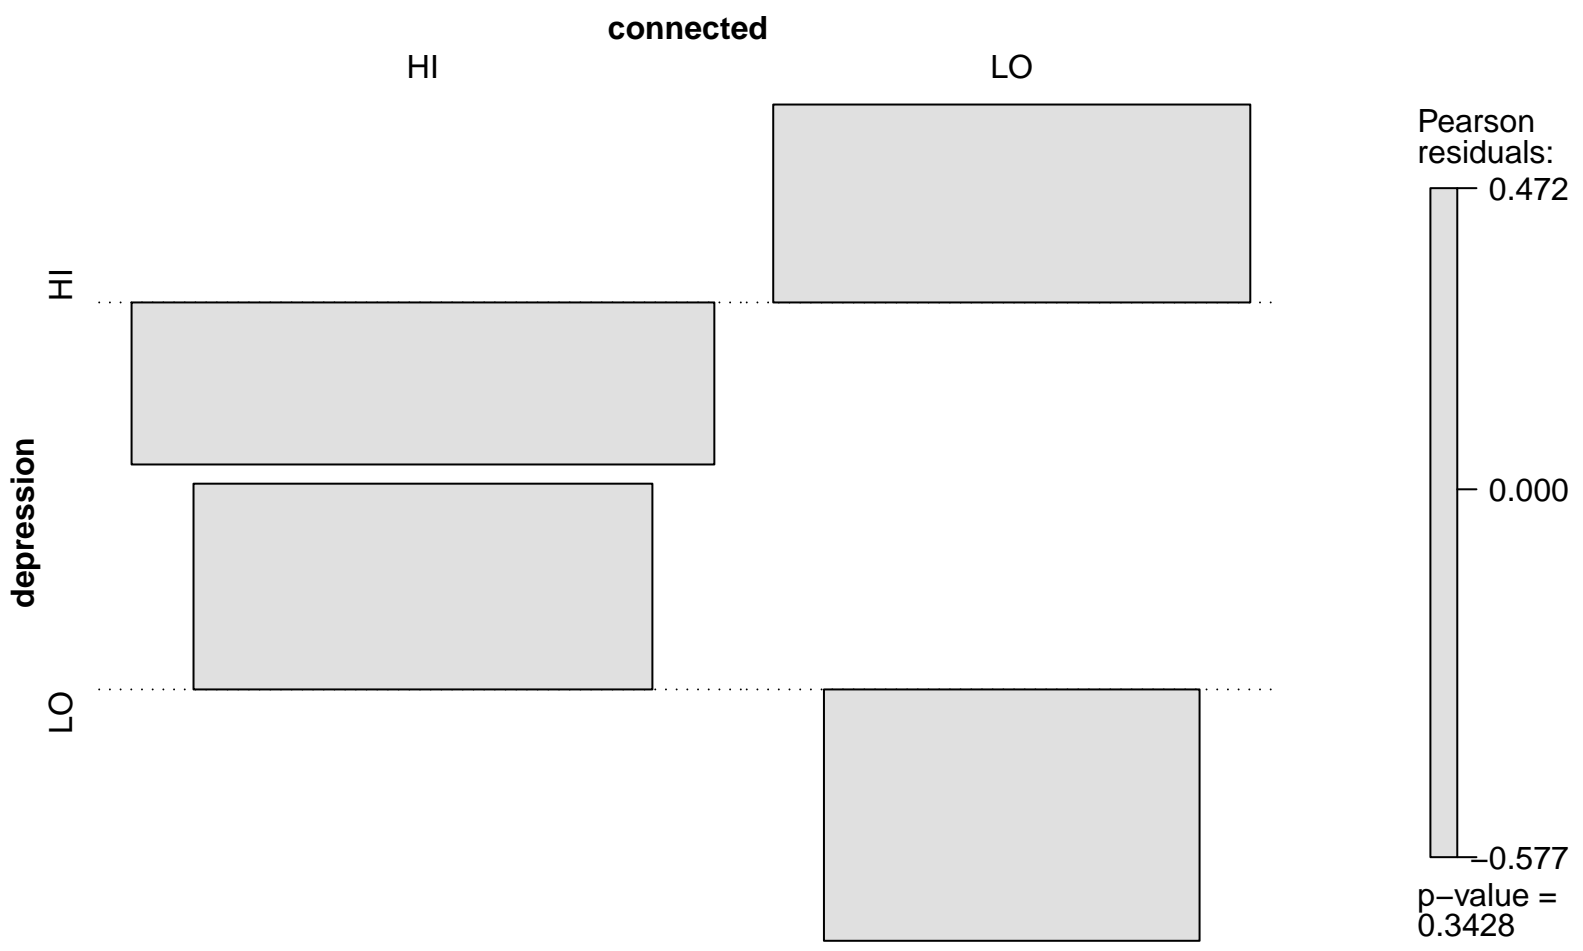 connected
HI
LO
depression
HI
LO
Pearson
residuals:
0.472
0.000
−0.577
p−value =
0.3428